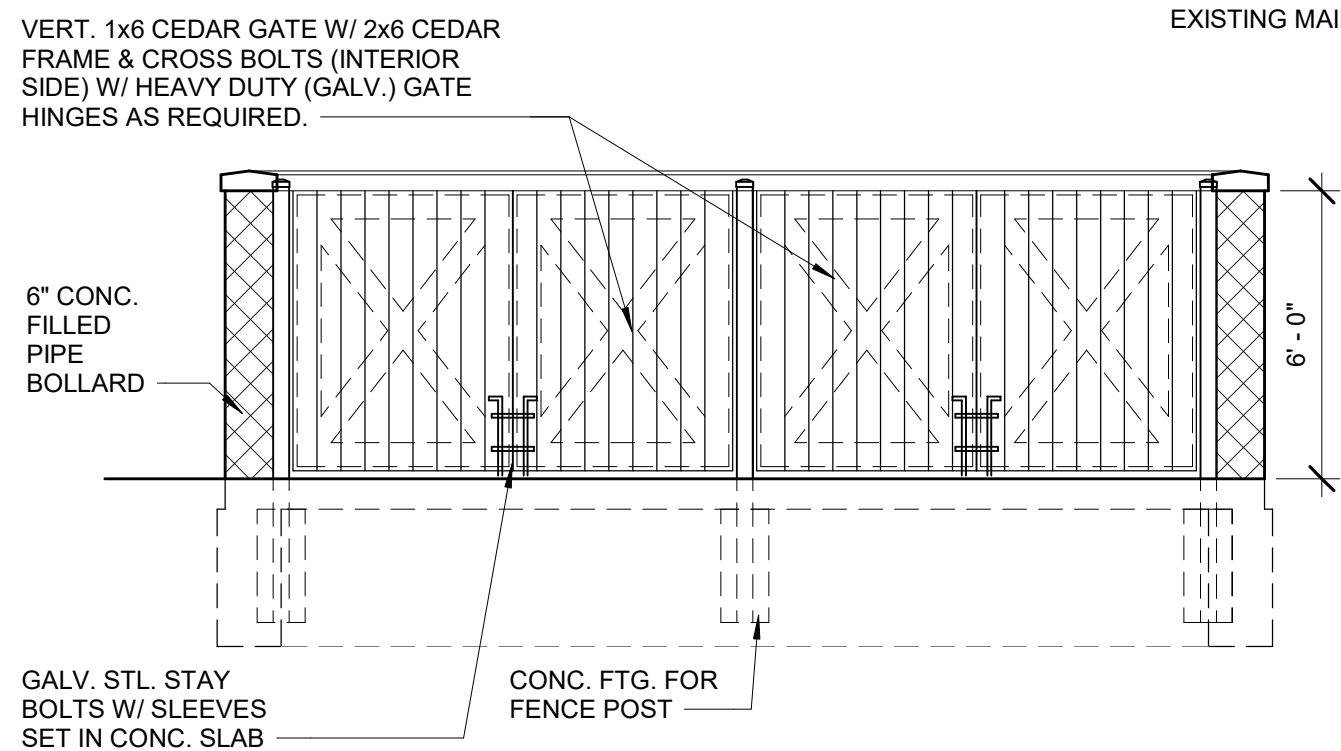 VERT. 1x6 CEDAR GATE W/ 2x6 CEDAR
FRAME & CROSS BOLTS (INTERIOR
SIDE) W/ HEAVY DUTY (GALV.) GATE
HINGES AS REQUIRED.
EXISTING MAI
6" CONC.
FILLED
PIPE
BOLLARD
6' - 0"
GALV. STL. STAY
BOLTS W/ SLEEVES
SET IN CONC. SLAB
CONC. FTG. FOR
FENCE POST